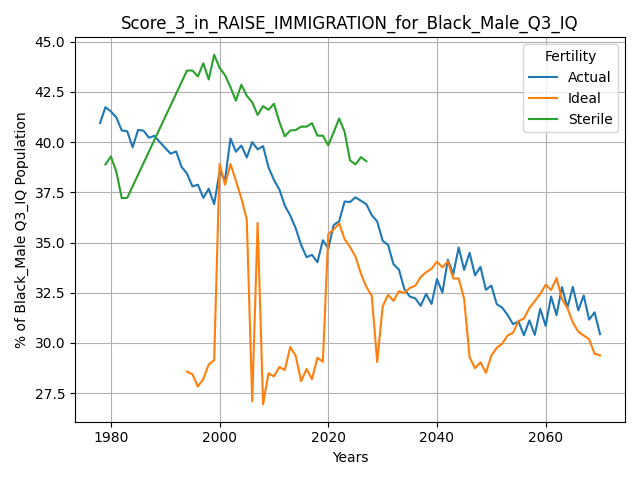 Score_3_in_RAISE_IMMIGRATION_for_Black_Male_Q3_IQ
Fertility
Actual
Ideal
Sterile
% of Black_Male Q3_IQ Population
45.0
42.5
40.0
37.5
35.0
32.5
30.0
27.5
1980
2000
2020
2040
2060
Years